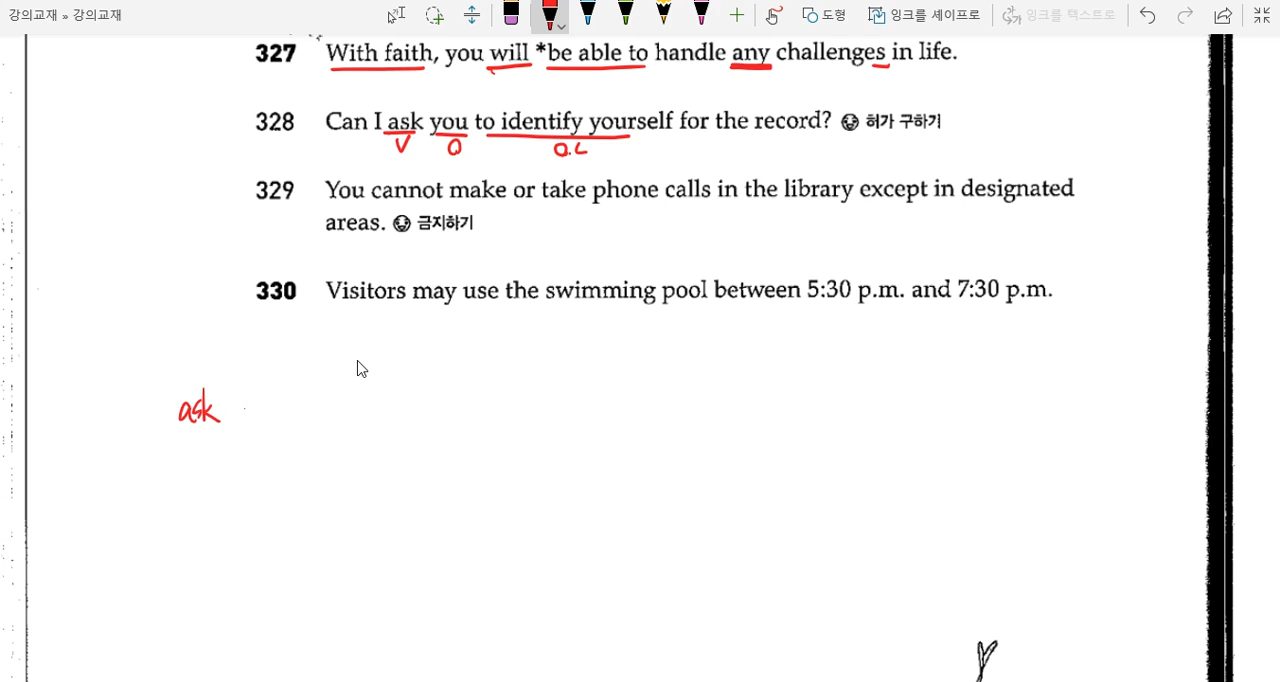 강의교재 » 강의교재 도형 잉크를 셰이프로 잉크를 텍스트로
327 With faith, you will *be able to handle any challenges in life.
328 Can I ask you to identify yourself for the record? 허가 구하기
V O O.C
329 You cannot make or take phone calls in the library except in designated
areas. 금지하기
330 Visitors may use the swimming pool between 5:30 p.m. and 7:30 p.m.
ask